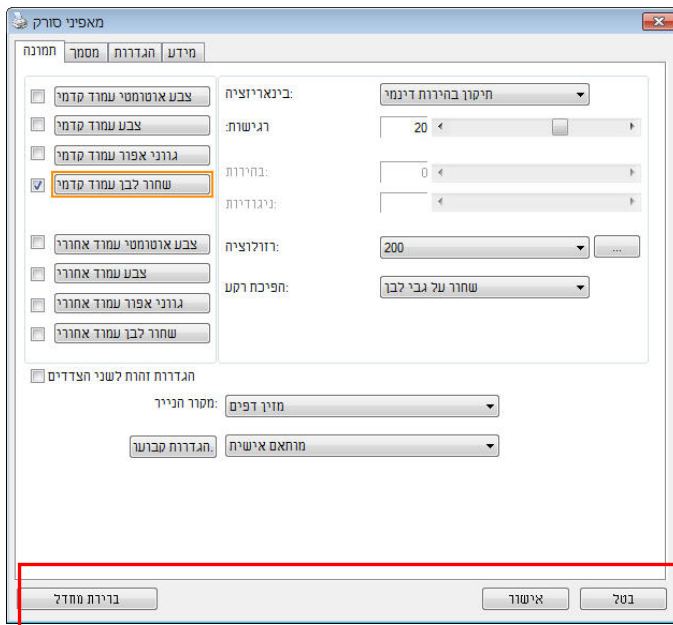 מאפיני סורק
תמונה מסמך הגדרות מידע
צבע אוטומטי עמוד קדמי
צבע עמוד קדמי
גווני אפור עמוד קדמי
שחור לבן עמוד קדמי
צבע אוטומטי עמוד אחורי
צבע עמוד אחורי
גווני אפור עמוד אחורי
שחור לבן עמוד אחורי
בינאריזציה: תיקון בהירות דינמי
רגישות: 20
בהירות: 0
ניגודיות:
רזולוציה: 200 ...
הפיכת רקע: שחור על גבי לבן
הגדרות זהות לשני הצדדים
מקור הנייר: מזין דפים
הגדרות קבוער. מותאם אישית
ברירת מחדל אישור בטל